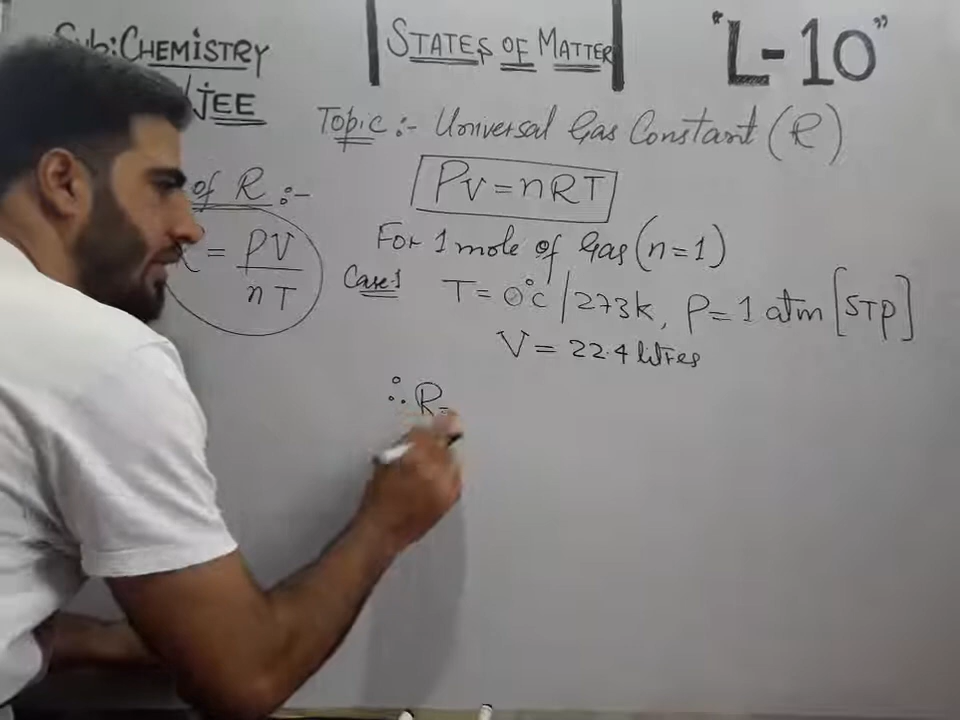 Sub:CHEMISTRY
/JEE
STATES OF MATTER
"L-10"
Topic:- Universal Gas Constant (R)
of R :-
PV = nRT
= PV
nT
For 1 mole of Gas (n=1)
Case-1
T= 0°C / 273k, P= 1 atm [STP]
V = 22.4 litres
∴ R=